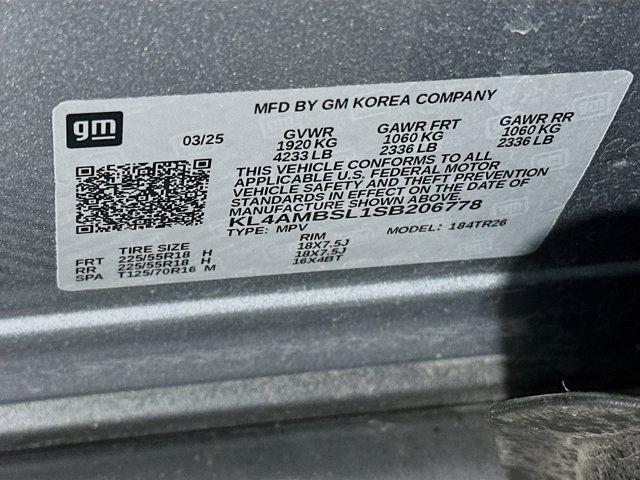 MFD BY GM KOREA COMPANY
gm
03/25 GVWR GAWR FRT GAWR RR
1920 KG 1060 KG 1060 KG
4233 LB 2336 LB 2336 LB
THIS VEHICLE CONFORMS TO ALL
APPLICABLE U.S. FEDERAL MOTOR
VEHICLE SAFETY AND THEFT PREVENTION
STANDARDS IN EFFECT ON THE DATE OF
MANUFACTURE SHOWN ABOVE.
KL4AMBSL1SB206778
TYPE: MPV MODEL: 184TR26
TIRE SIZE RIM
FRT 225/55R18 H 18X7.5J
RR 225/55R18 H 18X7.5J
SPA T125/70R16 M 16X4BT